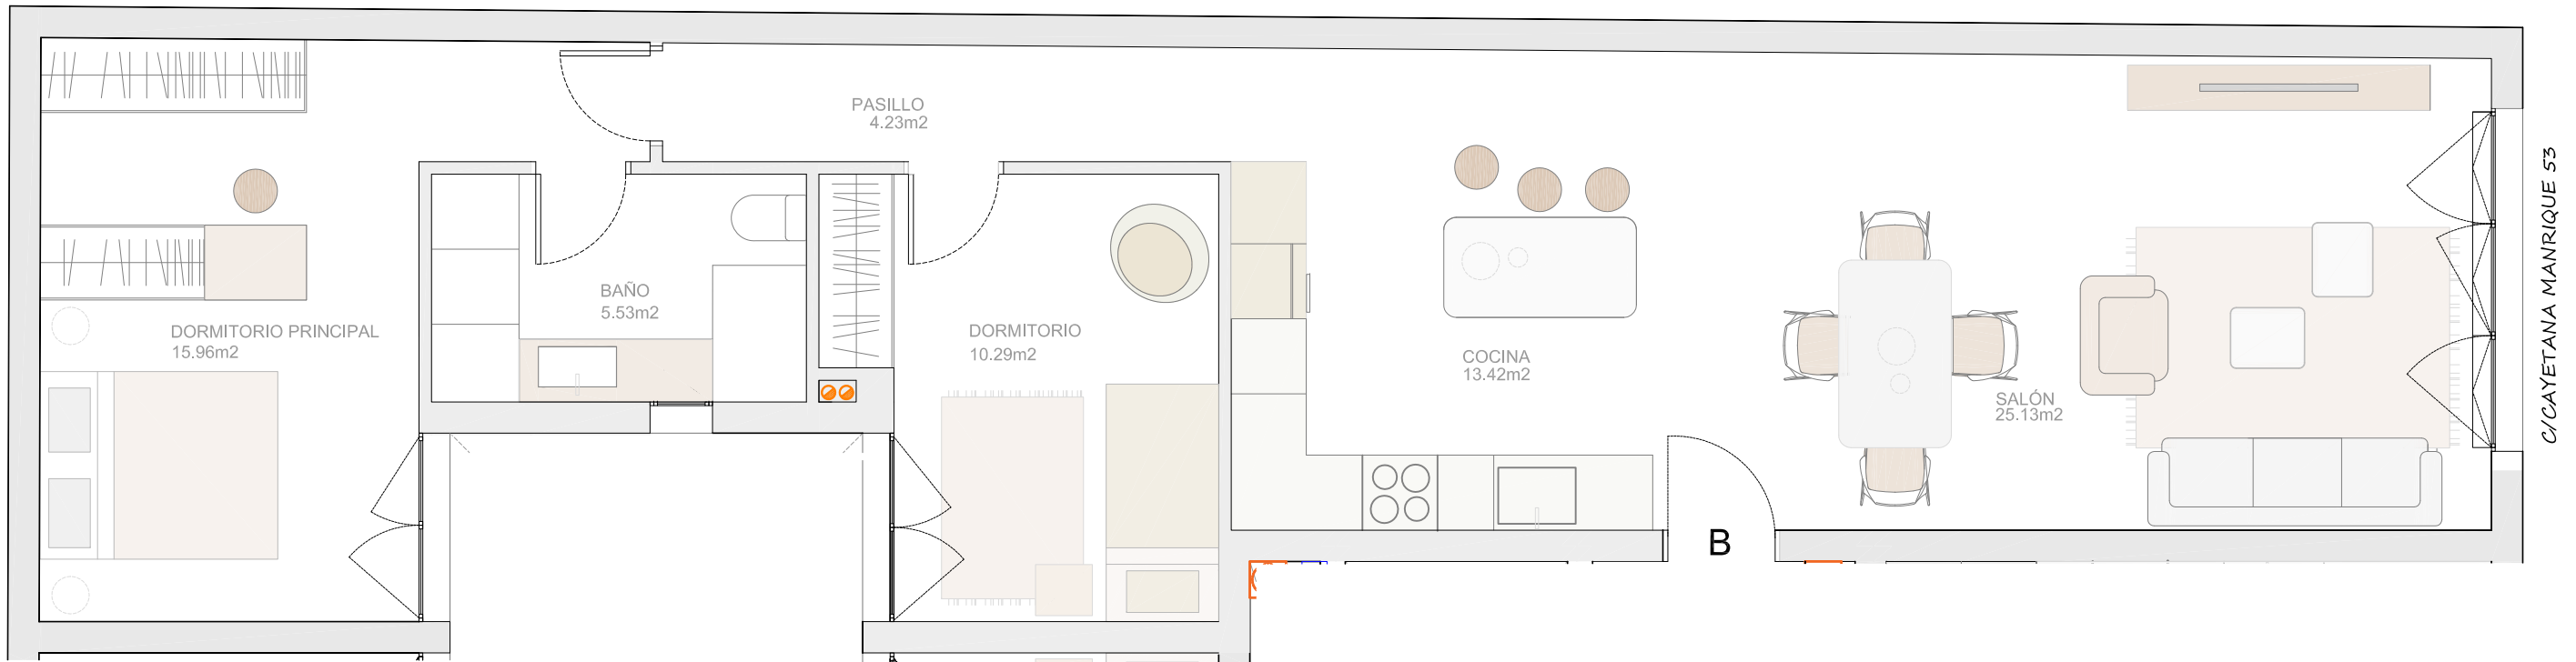 PASILLO
4.23m2
BAÑO
5.53m2
DORMITORIO PRINCIPAL
15.96m2
DORMITORIO
10.29m2
COCINA
13.42m2
SALÓN
25.13m2
B
C/CAYETANA MANRIQUE 53